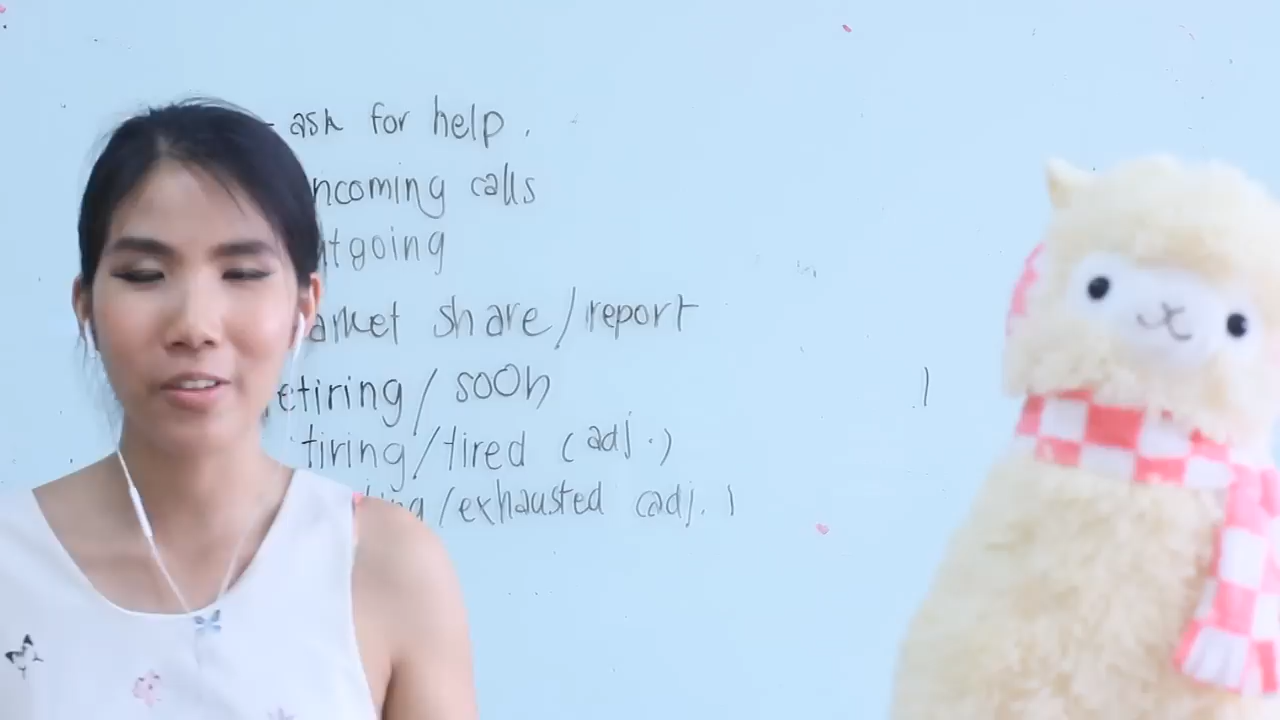 - ask for help .
ncoming calls
tgoing
arket share/report
etiring/soon
tiring/tired (adj.)
/exhausted (adj.)